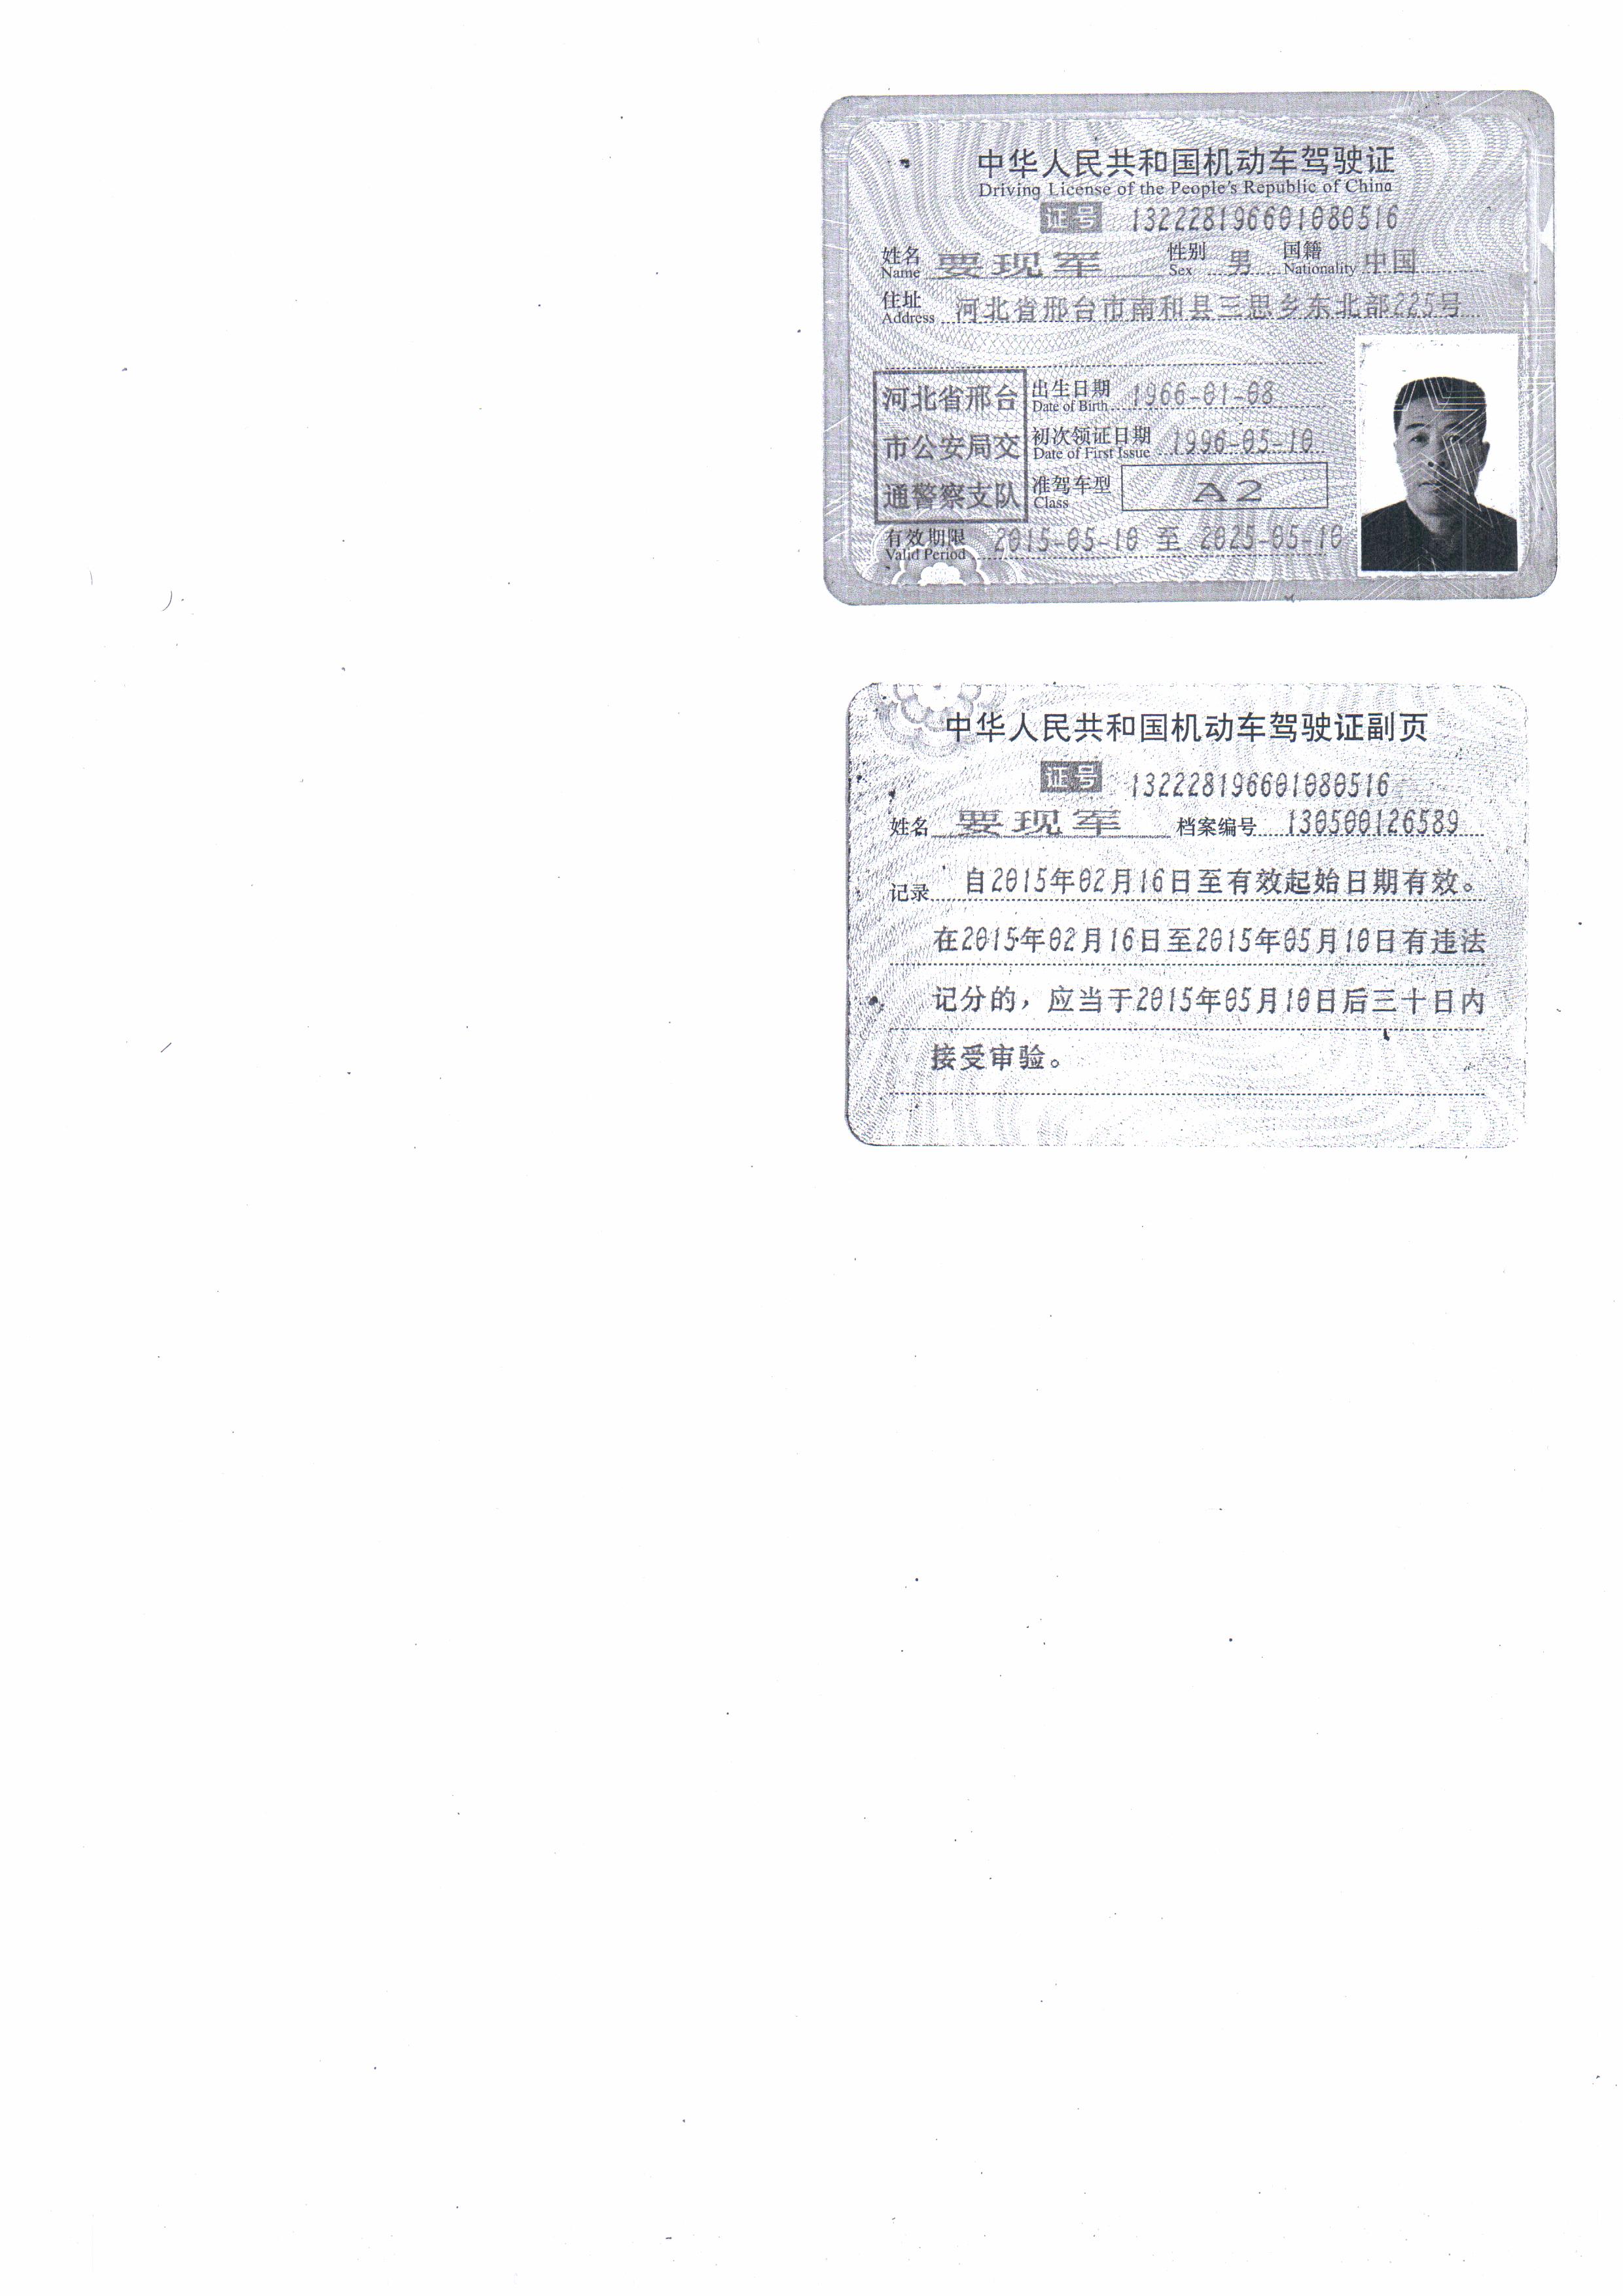 中华人民共和国机动车驾驶证
Driving License of the People's Republic of China
证号 132228196601080516
姓名 要现军 性别 男 国籍 中国
Name Sex Nationality
住址 河北省邢台市南和县三思乡东北部225号
Address
河北省邢台
市公安局交
通警察支队
出生日期 1966-01-08
Date of Birth
初次领证日期 1996-05-10
Date of First Issue
准驾车型 A2
Class
有效期限 2015-05-10 至 2025-05-10
Valid Period
中华人民共和国机动车驾驶证副页
证号 132228196601080516
姓名 要现军 档案编号 130500126589
记录 自2015年02月16日至有效起始日期有效。
在2015年02月16日至2015年05月10日有违法
记分的，应当于2015年05月10日后三十日内
接受审验。